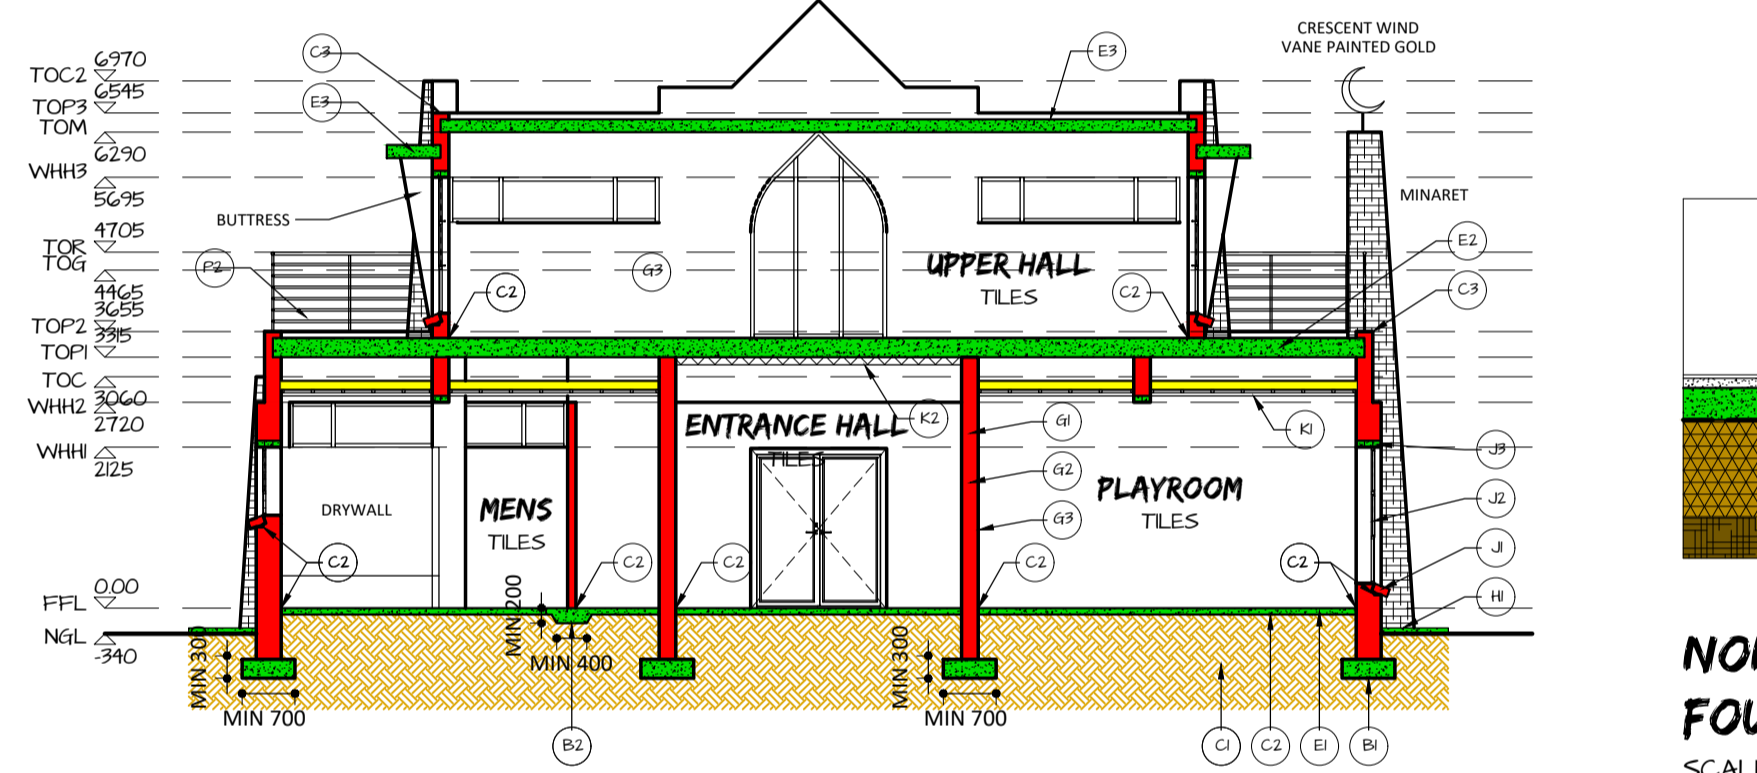 CRESCENT WIND
VANE PAINTED GOLD
C3
E3
6970
TOC2
6545
TOP3
TOM
6290
WHH3
5695
E3
BUTTRESS
MINARET
4705
TOR
TOG
4465
3655
TOP2
3315
TOP1
P2
G3
UPPER HALL
TILES
E2
C2
C2
C3
TOC
3060
WHH2
2720
WHH1
2125
ENTRANCE HALL
TILES
K2
G1
K1
J3
G2
PLAYROOM
TILES
J2
DRYWALL
MENS
TILES
G3
J1
C2
C2
C2
C2
C2
0.00
FFL
H1
NGL
-340
MIN 300
MIN 200
MIN 400
MIN 300
MIN 700
MIN 700
B2
C1
C2
E1
B1